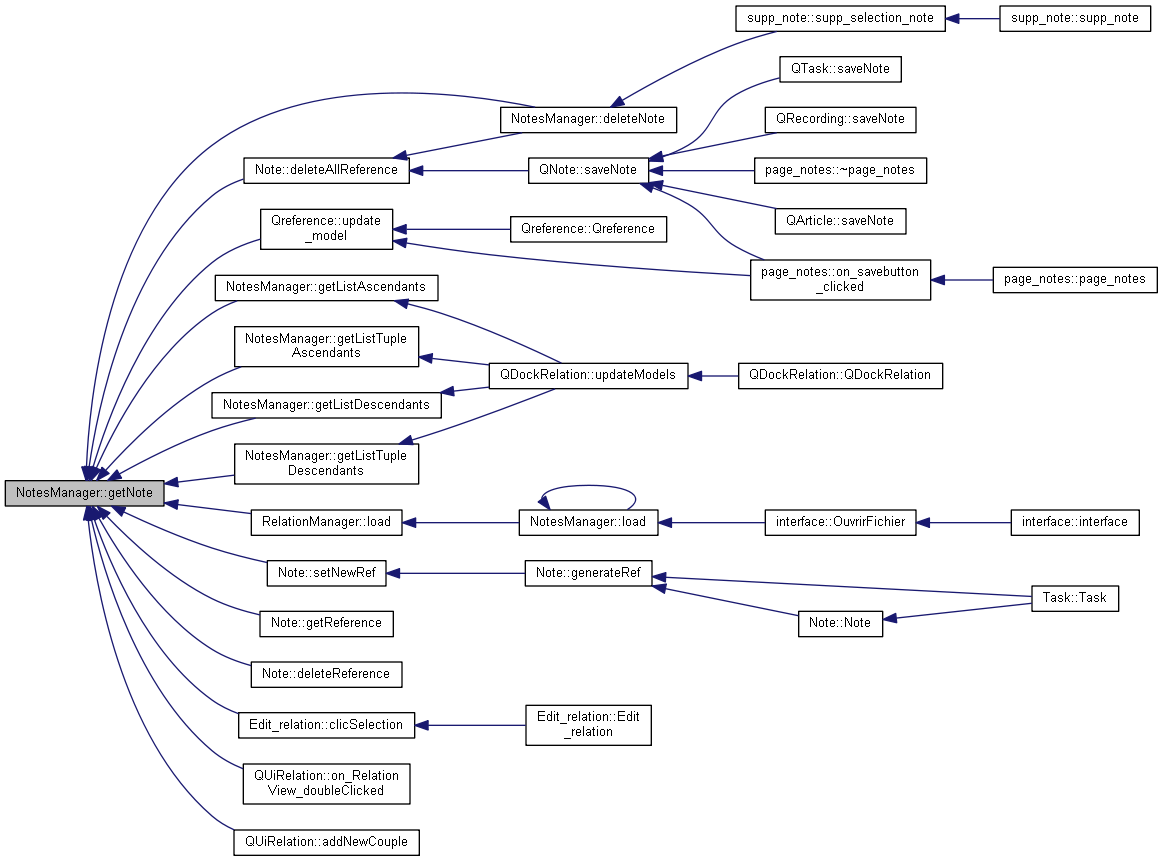 supp_note::supp_selection_note
supp_note::supp_note
QTask::saveNote
NotesManager::deleteNote
QRecording::saveNote
Note::deleteAllReference
QNote::saveNote
page_notes::~page_notes
Qreference::update
_model
Qreference::Qreference
QArticle::saveNote
page_notes::on_savebutton
_clicked
page_notes::page_notes
NotesManager::getListAscendants
NotesManager::getListTuple
Ascendants
QDockRelation::updateModels
QDockRelation::QDockRelation
NotesManager::getListDescendants
NotesManager::getListTuple
Descendants
NotesManager::getNote
RelationManager::load
NotesManager::load
interface::OuvrirFichier
interface::interface
Note::setNewRef
Note::generateRef
Task::Task
Note::getReference
Note::Note
Note::deleteReference
Edit_relation::clicSelection
Edit_relation::Edit
_relation
QUiRelation::on_Relation
View_doubleClicked
QUiRelation::addNewCouple